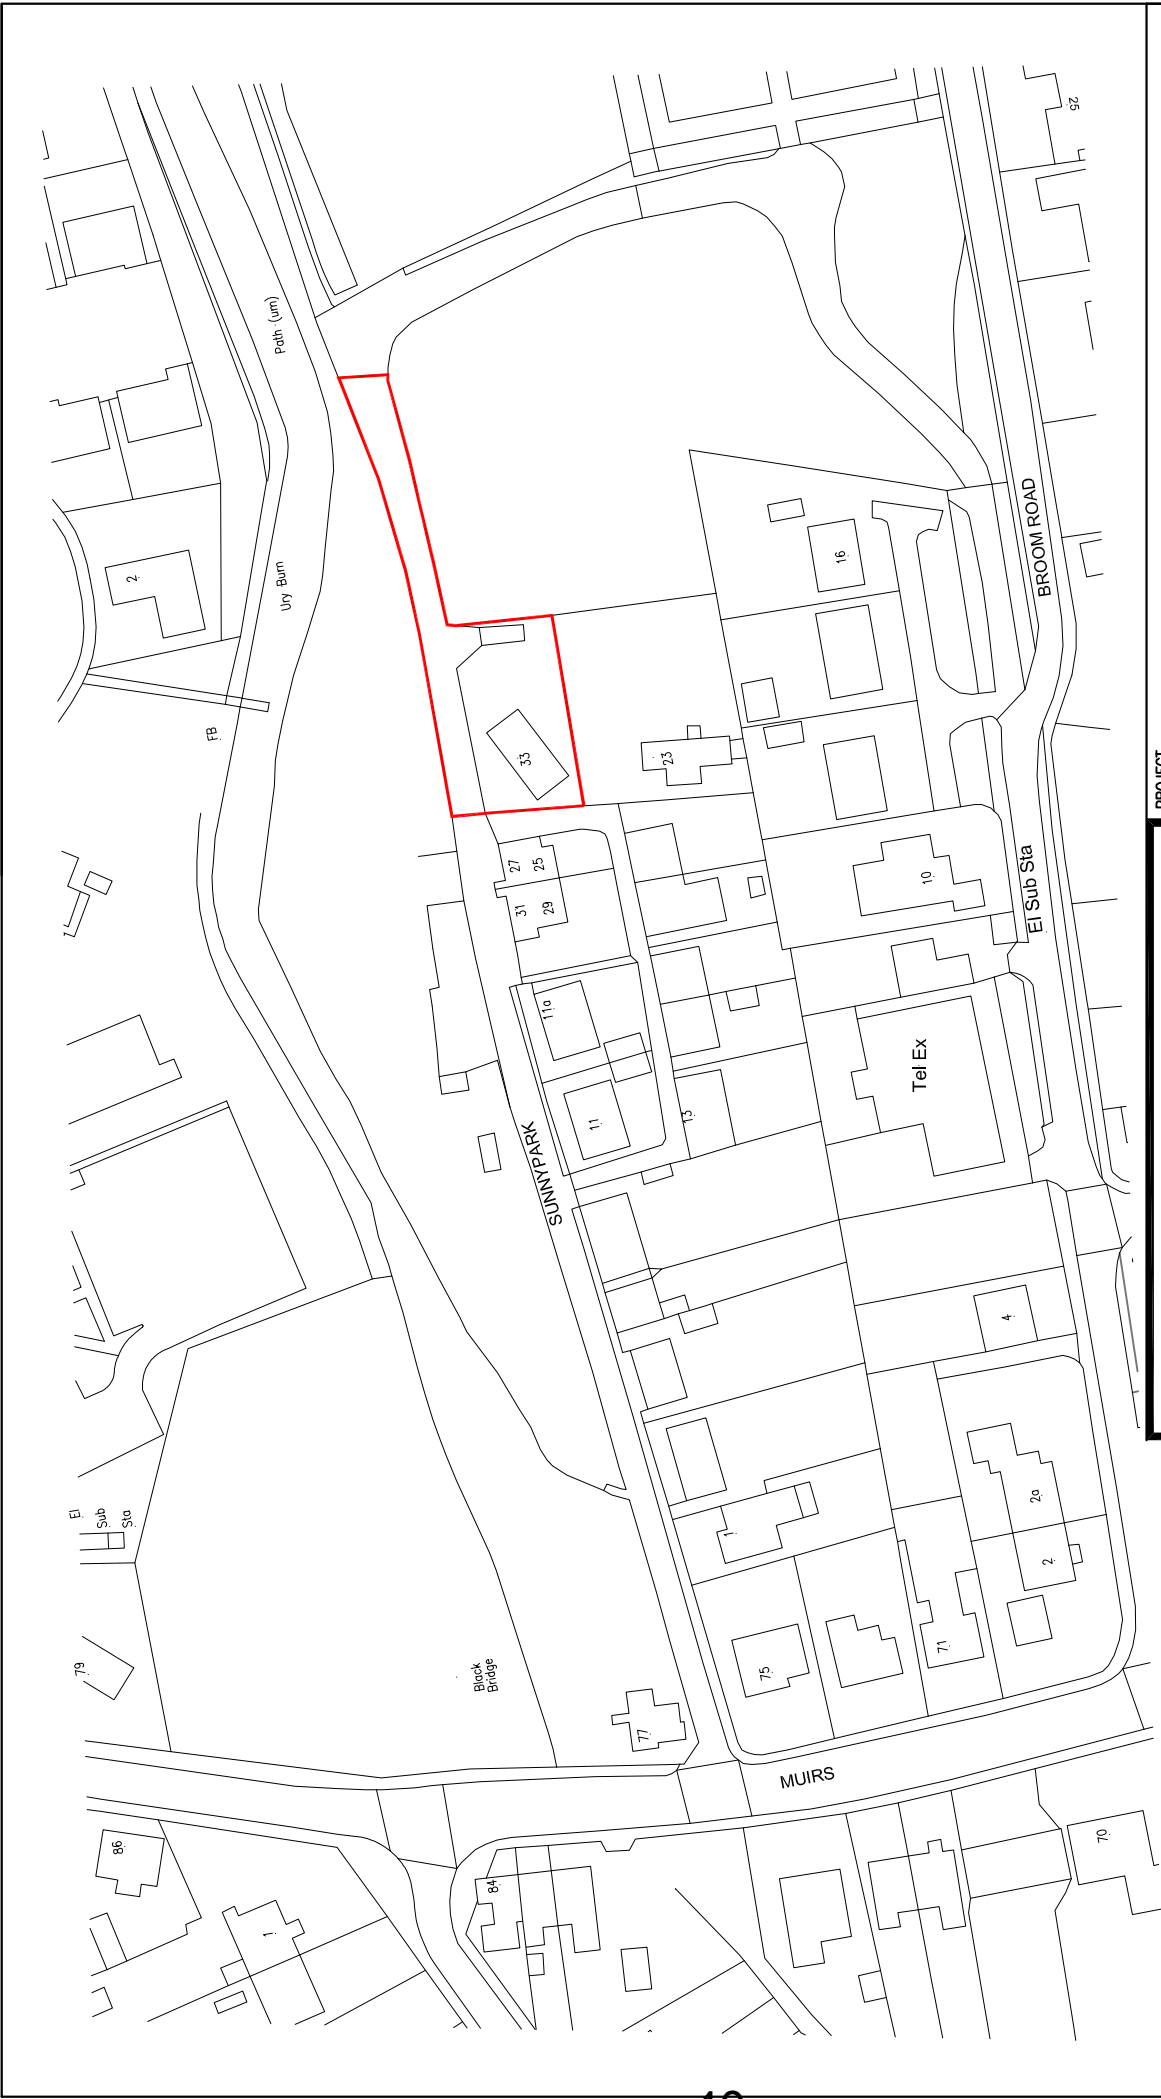 25
Path (um)
2
Ury Burn
FB
BROOM ROAD
16
33
23
27
25
31
29
10
El Sub Sta
11a
11
13
Tel Ex
SUNNYPARK
4
El
Sub
Sta
1
2a
2
79
Black
Bridge
75
71
77
MUIRS
86
84
1
70